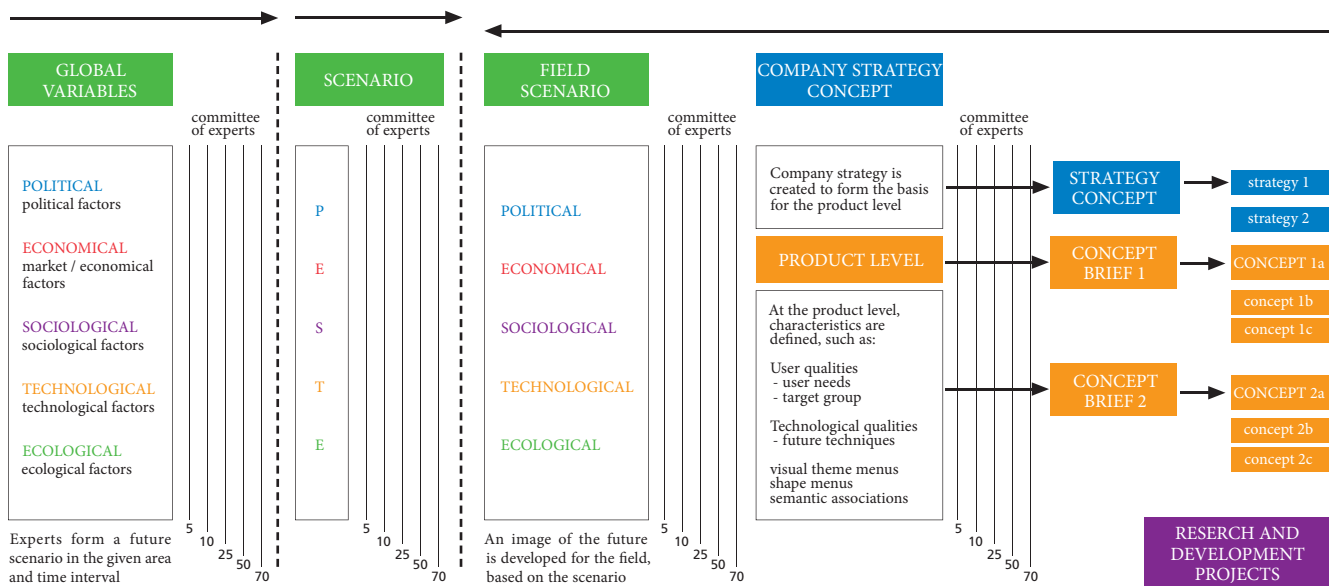 GLOBAL
VARIABLES
committee
of experts
POLITICAL
political factors
ECONOMICAL
market / economical
factors
SOCIOLOGICAL
sociological factors
TECHNOLOGICAL
technological factors
ECOLOGICAL
ecological factors
5
10
25
50
70
Experts form a future
scenario in the given area
and time interval
SCENARIO
committee
of experts
P
E
S
T
E
5
10
25
50
70
FIELD
SCENARIO
committee
of experts
POLITICAL
ECONOMICAL
SOCIOLOGICAL
TECHNOLOGICAL
ECOLOGICAL
5
10
25
50
70
An image of the future
is developed for the field,
based on the scenario
COMPANY STRATEGY
CONCEPT
committee
of experts
Company strategy is
created to form the basis
for the product level
PRODUCT LEVEL
At the product level,
characteristics are
defined, such as:
User qualities
- user needs
- target group
Technological qualities
- future techniques
visual theme menus
shape menus
semantic associations
5
10
25
50
70
STRATEGY
CONCEPT
strategy 1
strategy 2
CONCEPT
BRIEF 1
CONCEPT 1a
concept 1b
concept 1c
CONCEPT
BRIEF 2
CONCEPT 2a
concept 2b
concept 2c
RESERCH AND
DEVELOPMENT
PROJECTS